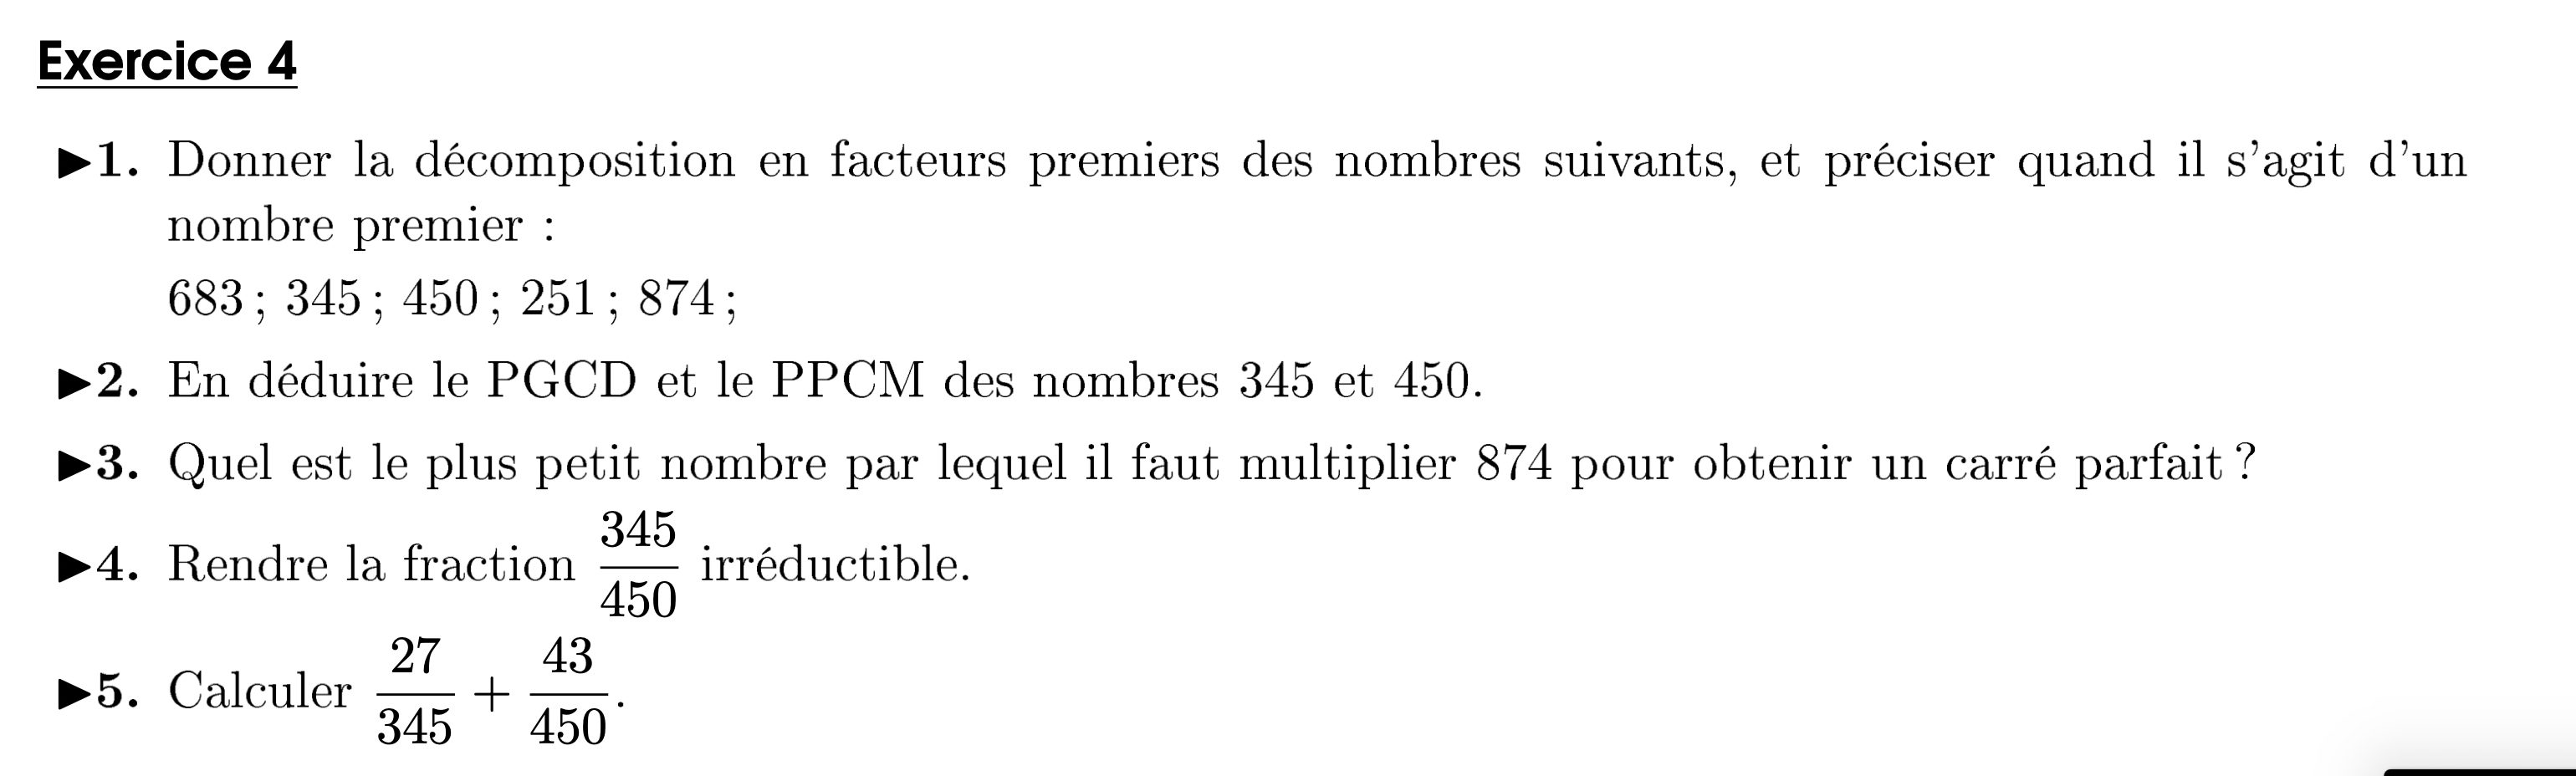 Exercice 4
▶1. Donner la décomposition en facteurs premiers des nombres suivants, et préciser quand il s'agit d'un
nombre premier :
683 ; 345 ; 450 ; 251 ; 874 ;
▶2. En déduire le PGCD et le PPCM des nombres 345 et 450.
▶3. Quel est le plus petit nombre par lequel il faut multiplier 874 pour obtenir un carré parfait ?
▶4. Rendre la fraction 345/450 irréductible.
▶5. Calculer 27/345 + 43/450.